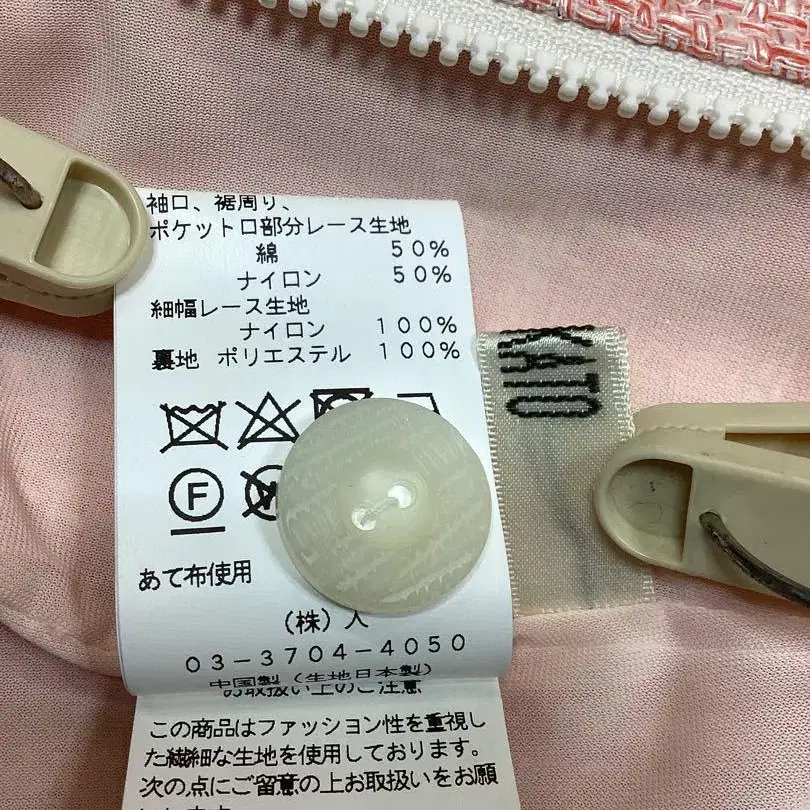 袖口、裾周り、
ポケット口部分レース生地
綿 50%
ナイロン 50%
細幅レース生地
ナイロン 100%
裏地 ポリエステル 100%
F
あて布使用
(株)人
03-3704-4050
中国製(生地日本製)
お取扱い上のご注意
この商品はファッション性を重視し
た繊細な生地を使用しております。
次の点にご留意の上お取扱いをお願